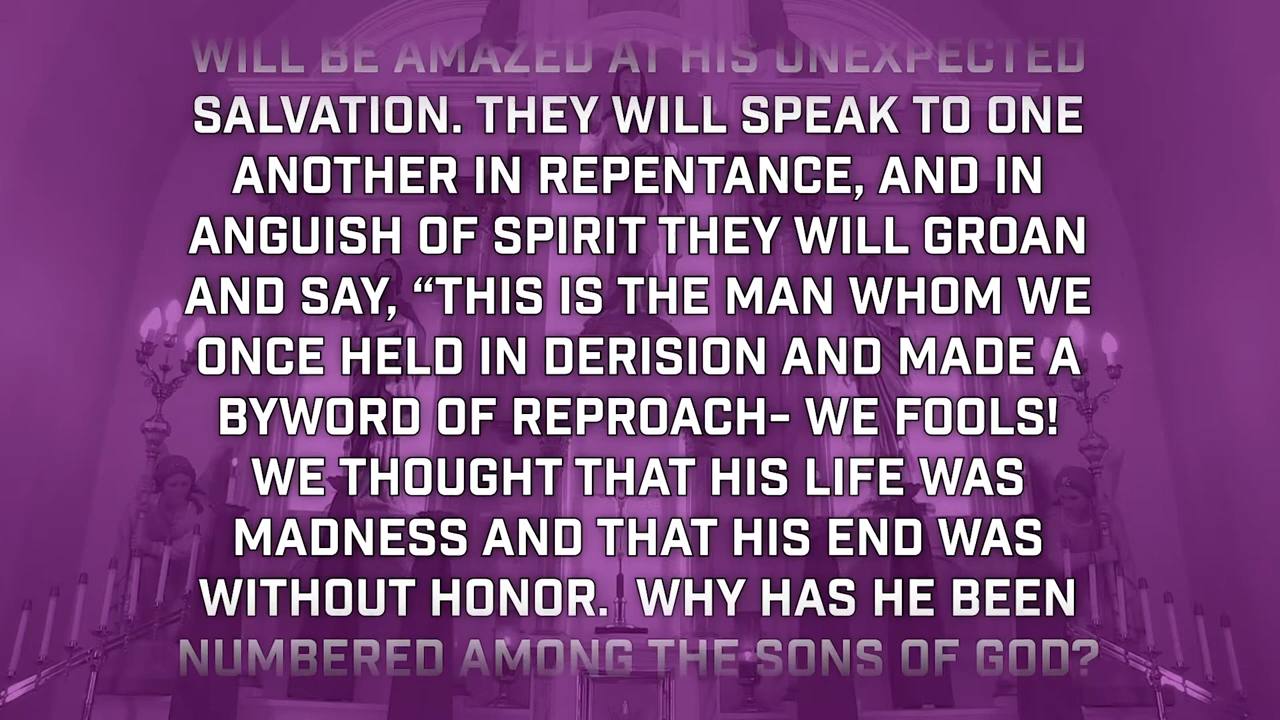 WILL BE AMAZED AT HIS UNEXPECTED
SALVATION. THEY WILL SPEAK TO ONE
ANOTHER IN REPENTANCE, AND IN
ANGUISH OF SPIRIT THEY WILL GROAN
AND SAY, “THIS IS THE MAN WHOM WE
ONCE HELD IN DERISION AND MADE A
BYWORD OF REPROACH- WE FOOLS!
WE THOUGHT THAT HIS LIFE WAS
MADNESS AND THAT HIS END WAS
WITHOUT HONOR.  WHY HAS HE BEEN
NUMBERED AMONG THE SONS OF GOD?